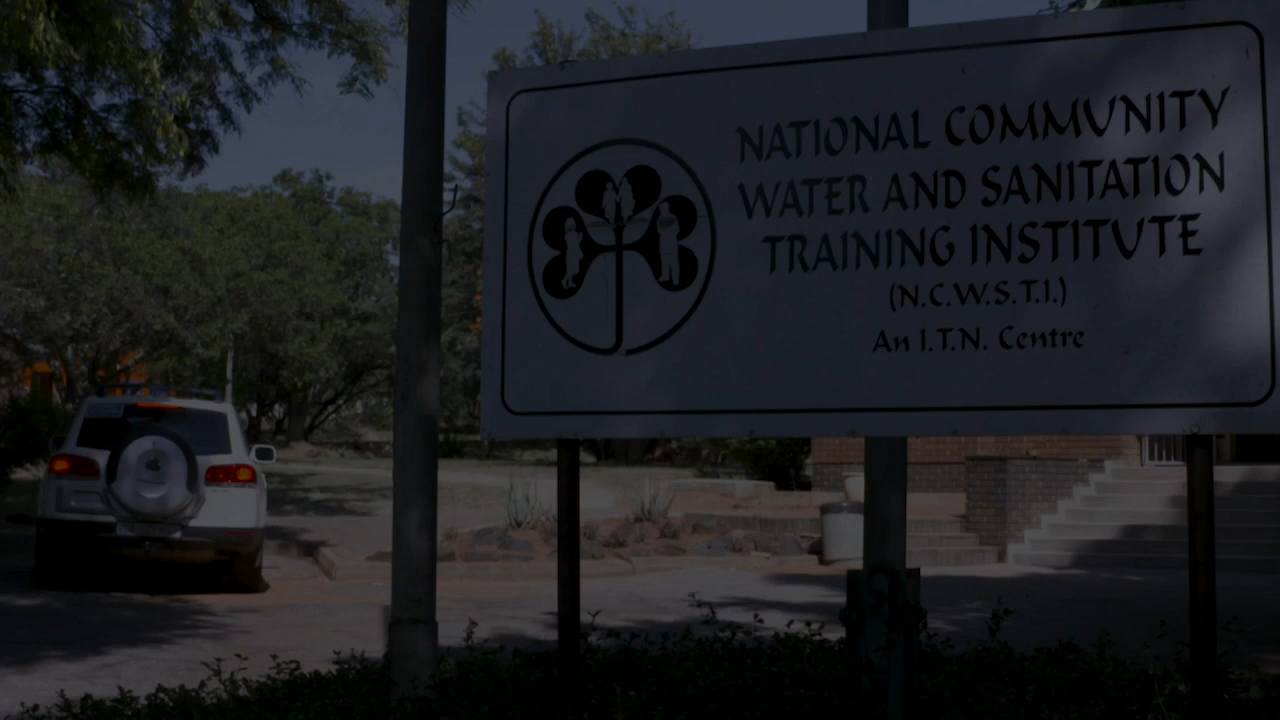 NATIONAL COMMUNITY
WATER AND SANITATION
TRAINING INSTITUTE
(N.C.W.S.T.I.)
An I.T.N. Centre